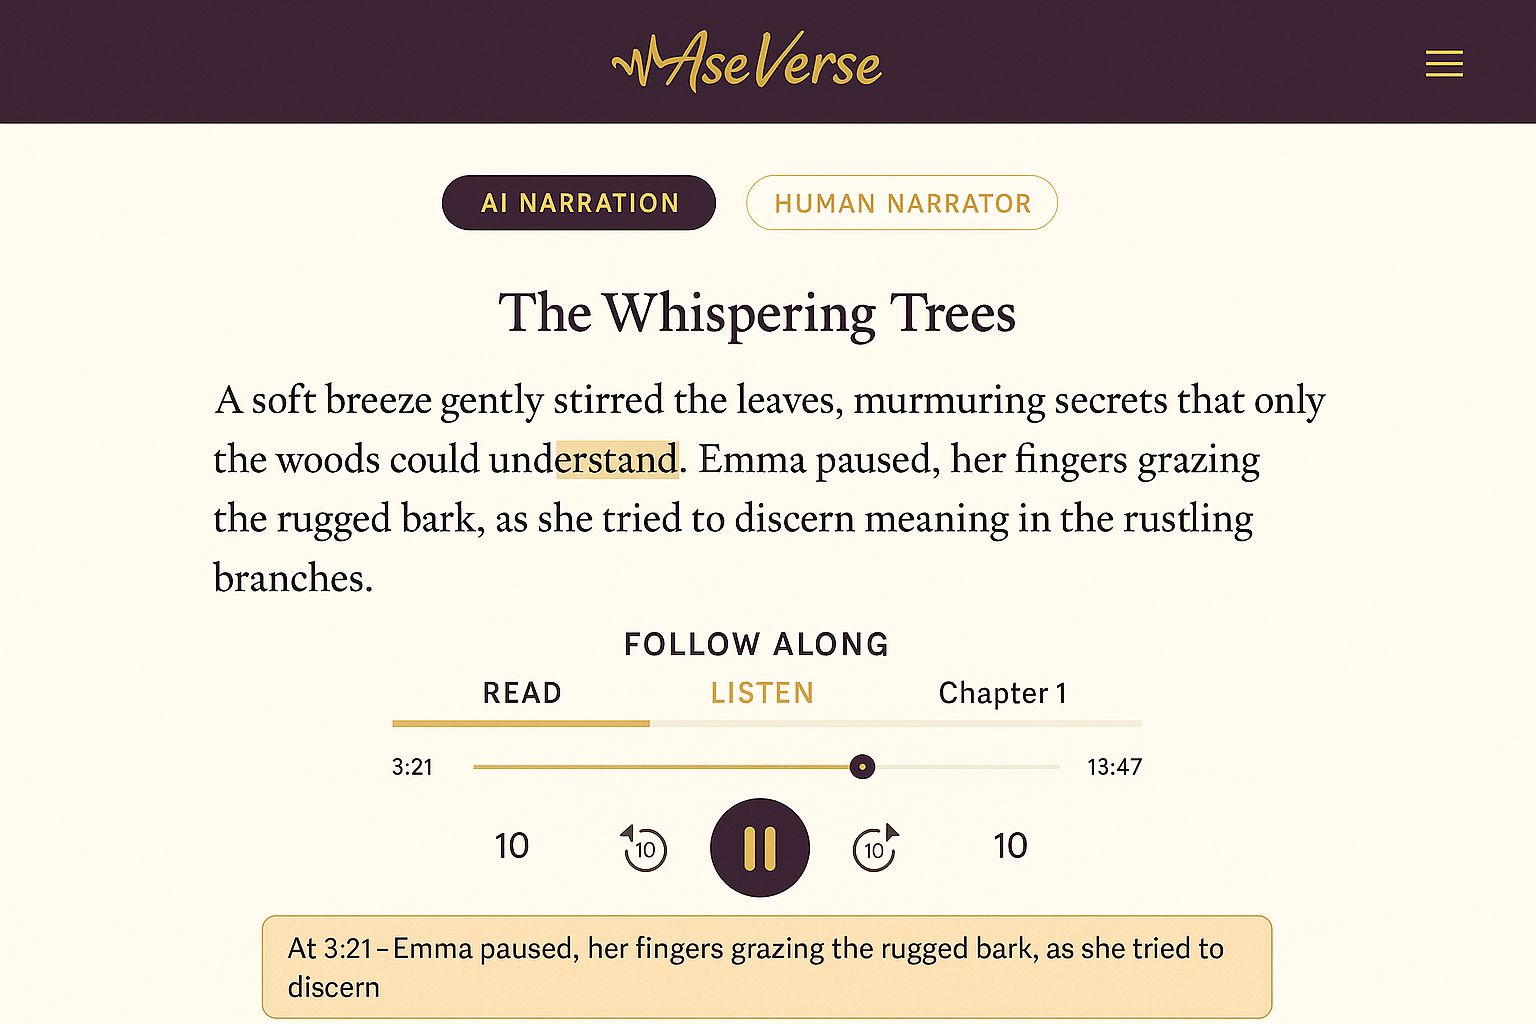 AseVerse
AI NARRATION
HUMAN NARRATOR
The Whispering Trees
A soft breeze gently stirred the leaves, murmuring secrets that only
the woods could understand. Emma paused, her fingers grazing
the rugged bark, as she tried to discern meaning in the rustling
branches.
FOLLOW ALONG
READ
LISTEN
Chapter 1
3:21
13:47
10
10
10
10
At 3:21–Emma paused, her fingers grazing the rugged bark, as she tried to
discern